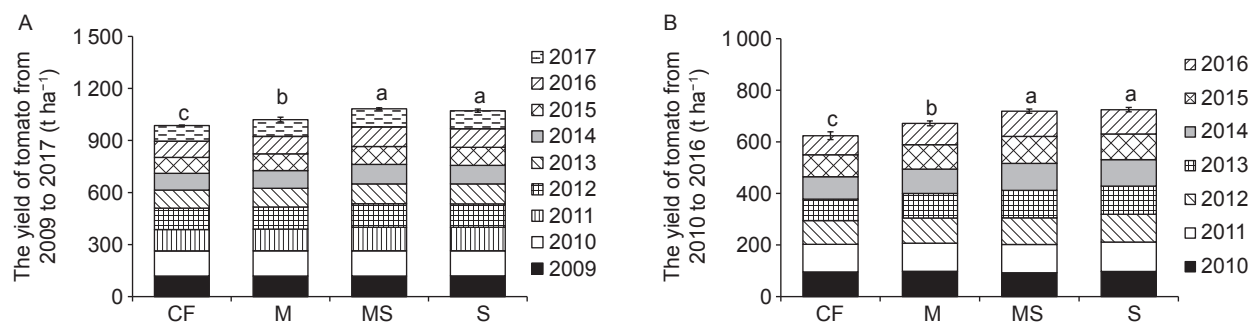 A
The yield of tomato from
2009 to 2017 (t ha⁻¹)
1 500
1 200
900
600
300
0
c
b
a
a
CF
M
MS
S
2017
2016
2015
2014
2013
2012
2011
2010
2009
B
The yield of tomato from
2010 to 2016 (t ha⁻¹)
1 000
800
600
400
200
0
c
b
a
a
CF
M
MS
S
2016
2015
2014
2013
2012
2011
2010